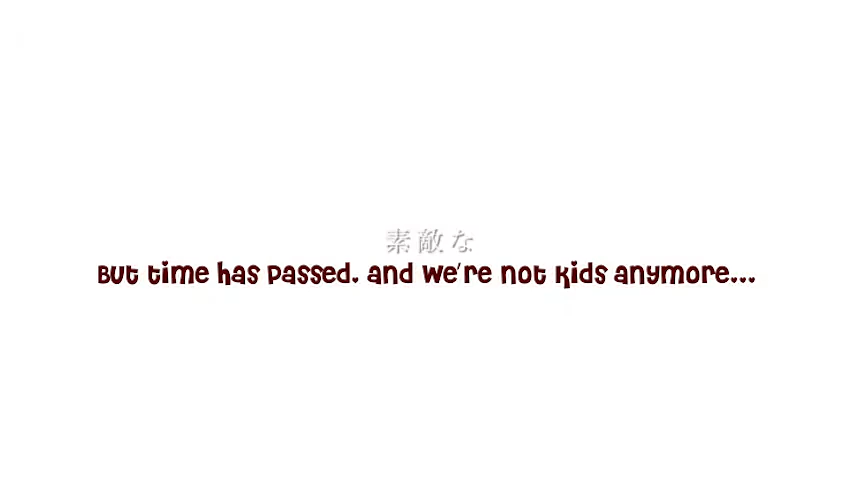 素敵な
But time has passed, and we're not kids anymore...